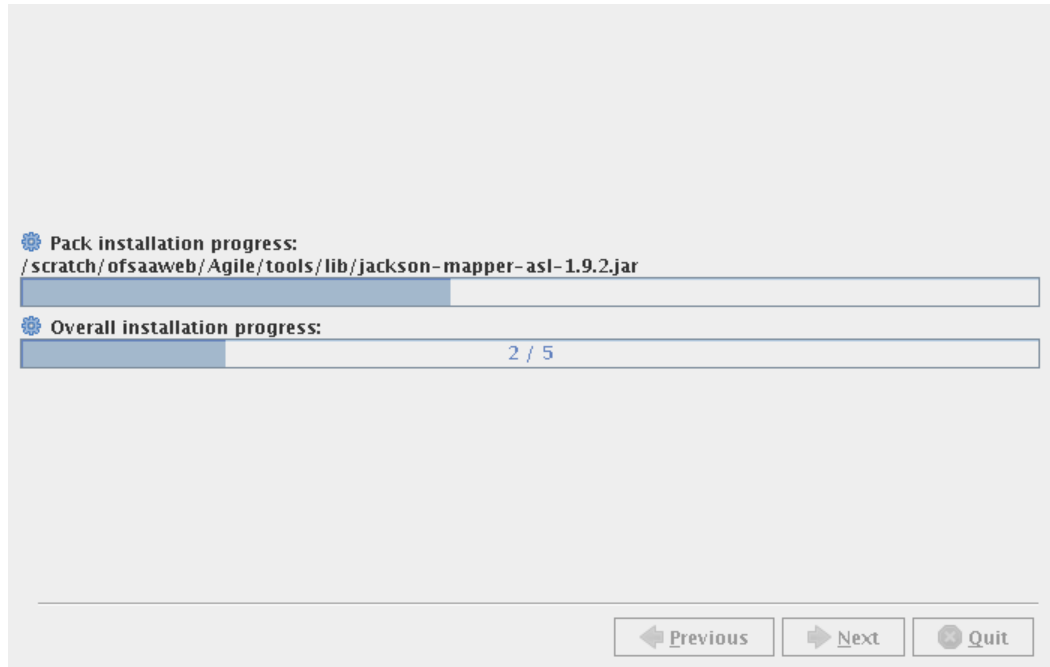 Pack installation progress:
/scratch/ofsaaweb/Agile/tools/lib/jackson-mapper-asl-1.9.2.jar
Overall installation progress:
2 / 5
Previous
Next
Quit